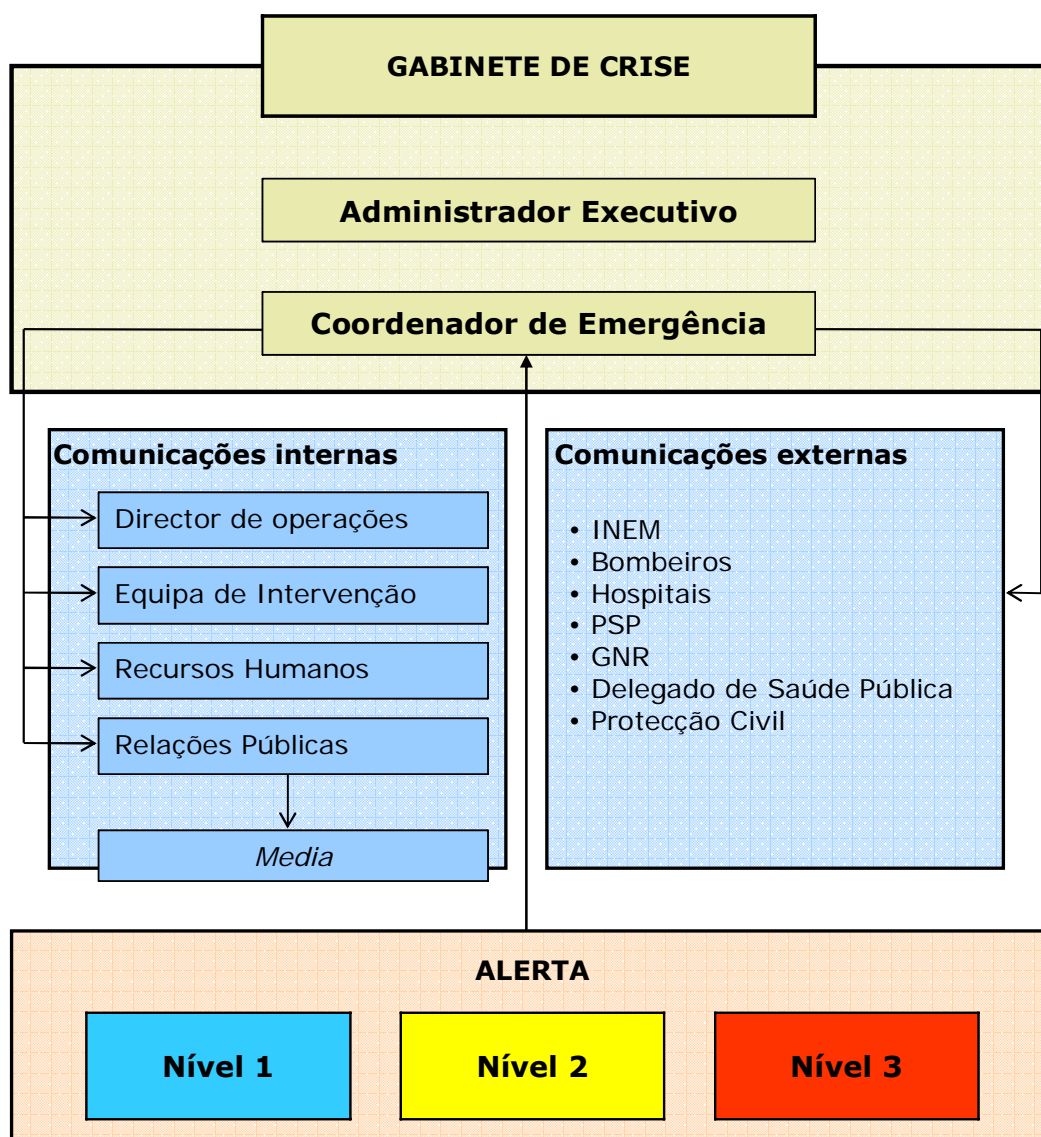 GABINETE DE CRISE
Administrador Executivo
Coordenador de Emergência
Comunicações internas
Director de operações
Equipa de Intervenção
Recursos Humanos
Relações Públicas
Media
Comunicações externas
• INEM
• Bombeiros
• Hospitais
• PSP
• GNR
• Delegado de Saúde Pública
• Protecção Civil
ALERTA
Nível 1
Nível 2
Nível 3